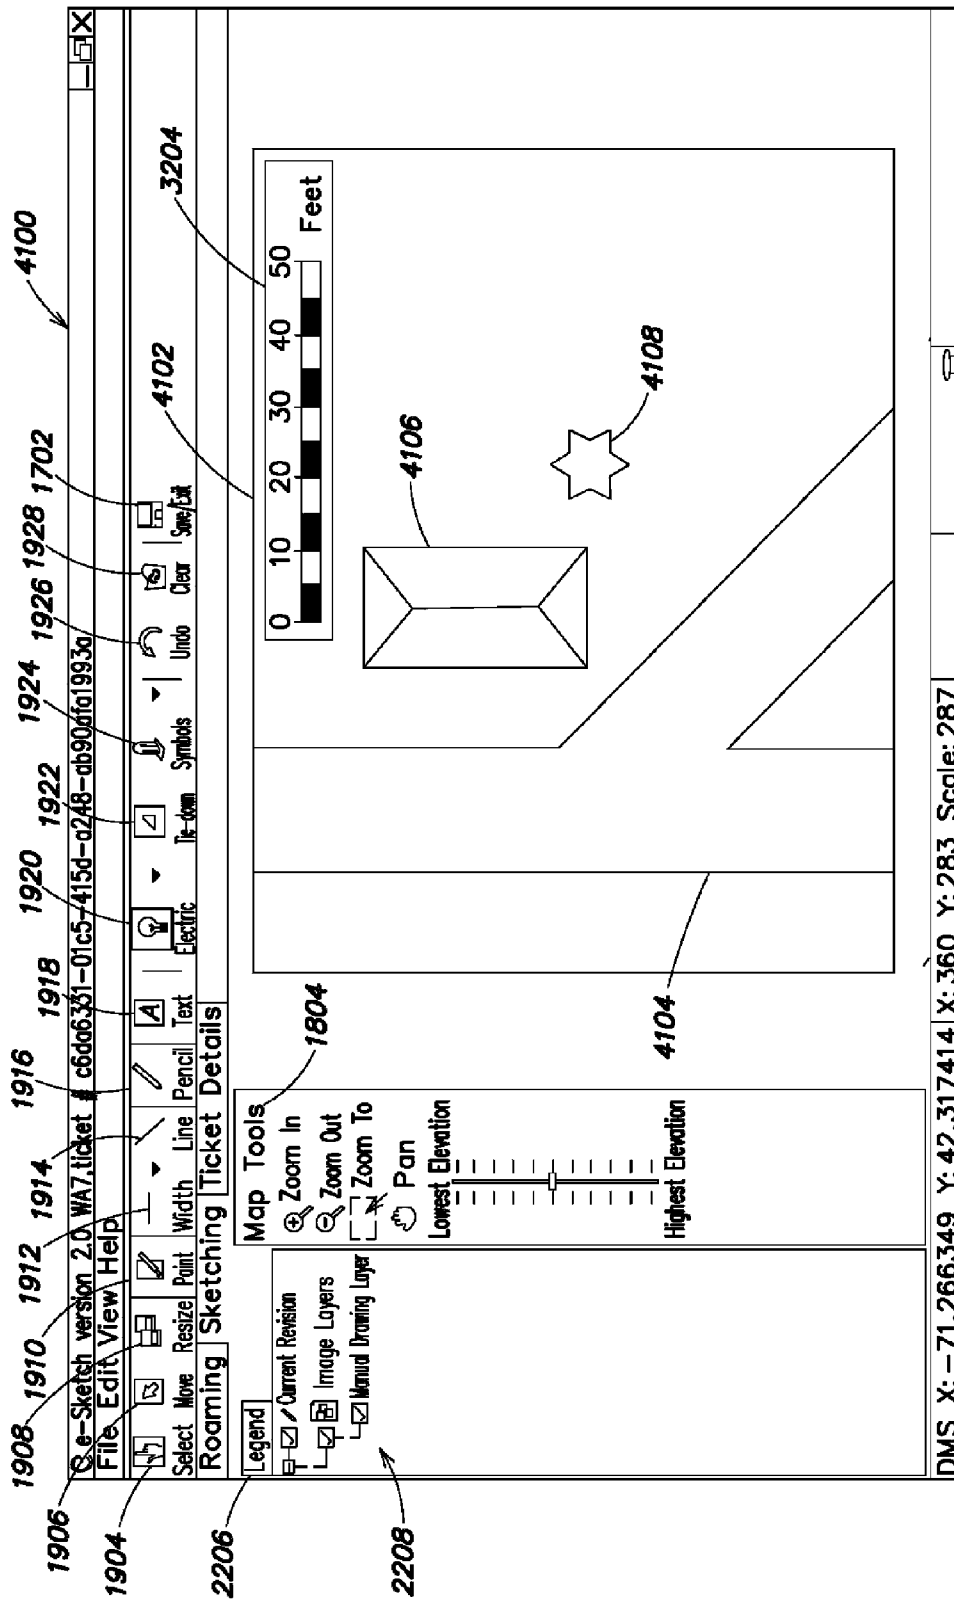 4100
1908 1910 1912 1914 1916 1918 1920 1922 1924 1926 1928 1702 4102 3204
1906
1904
e-Sketch version 2.0 WA7,ticket # c6da6331-01c5-415d-a248-ab90afa1993a
File Edit View Help
Select Move Resize Paint Width Line Pencil Text Electric Tie-down Symbols Undo Clear Save/Exit
Roaming Sketching Ticket Details
2206
Legend
Current Revision
Image Layers
Manual Drawing Layer
2208
Map Tools
1804
Zoom In
Zoom Out
Zoom To
Pan
Lowest Elevation
Highest Elevation
0 10 20 30 40 50
Feet
4106
4108
4104
DMS X: -71.266349 Y: 42.317414 X: 360 Y: 283 Scale: 287